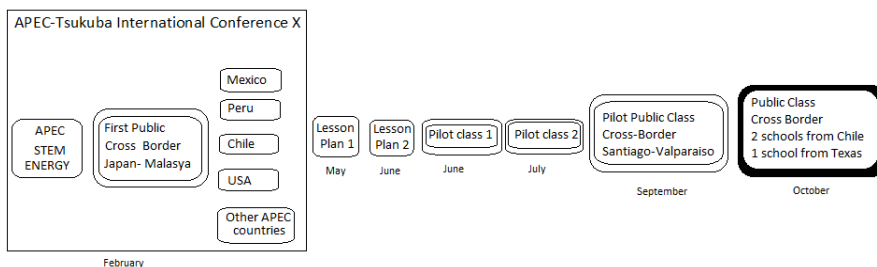 APEC-Tsukuba International Conference X
APEC
STEM
ENERGY
First Public
Cross Border
Japan- Malasya
Mexico
Peru
Chile
USA
Other APEC
countries
February
Lesson
Plan 1
May
Lesson
Plan 2
June
Pilot class 1
June
Pilot class 2
July
Pilot Public Class
Cross-Border
Santiago-Valparaiso
September
Public Class
Cross Border
2 schools from Chile
1 school from Texas
October